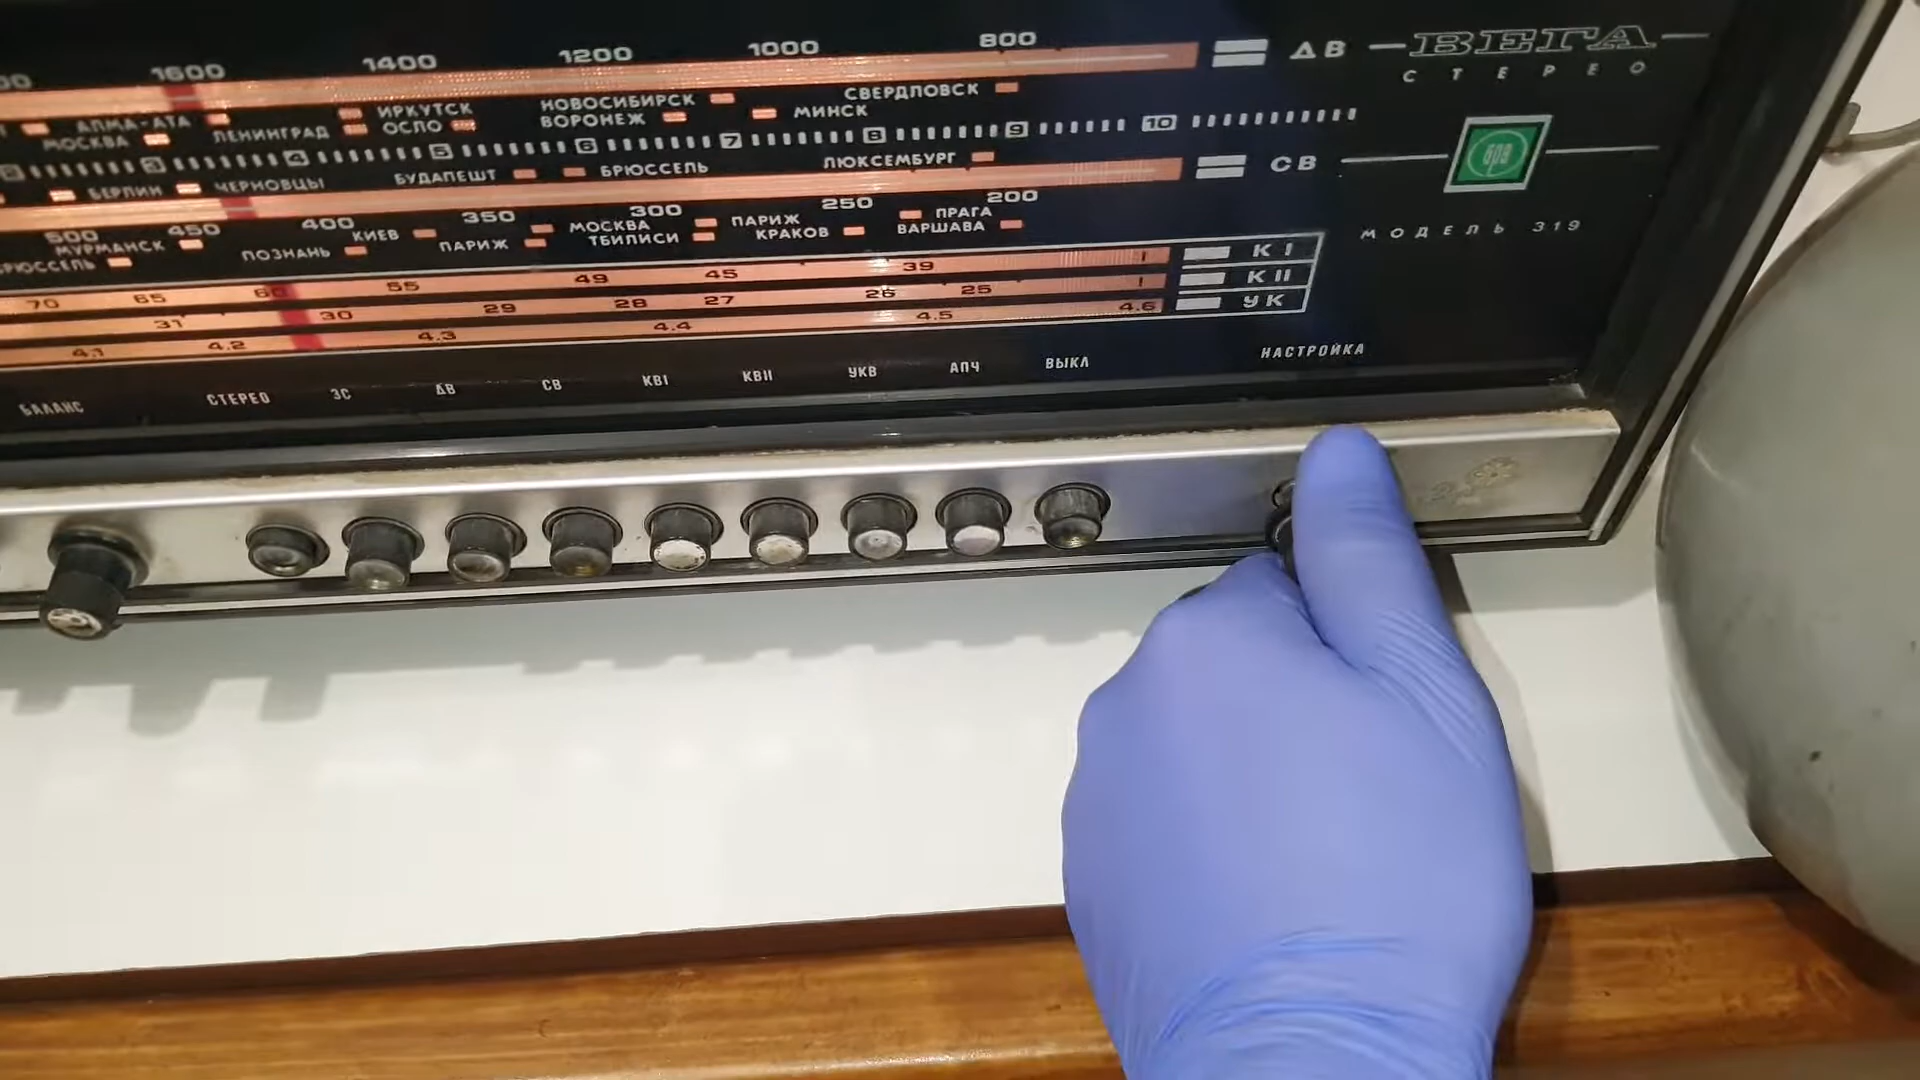 1600 1400 1200 1000 800 ДВ
ВЕГА
СТЕРЕО
ИРКУТСК НОВОСИБИРСК СВЕРДЛОВСК
АЛМА-АТА ОСЛО ВОРОНЕЖ МИНСК
МОСКВА ЛЕНИНГРАД
3 4 5 6 7 8 9 10
БЕРЛИН ЧЕРНОВЦЫ БУДАПЕШТ БРЮССЕЛЬ ЛЮКСЕМБУРГ
СВ
500 450 400 350 300 250 200
МУРМАНСК КИЕВ МОСКВА ПАРИЖ ПРАГА
БРЮССЕЛЬ ПОЗНАНЬ ПАРИЖ ТБИЛИСИ КРАКОВ ВАРШАВА
МОДЕЛЬ 319
70 65 60 55 49 45 39 КI
31 30 29 28 27 26 25 КII
4.1 4.2 4.3 4.4 4.5 4.6 УК
БАЛАНС СТЕРЕО ЗС ДВ СВ КВI КВII УКВ АПЧ ВЫКЛ НАСТРОЙКА